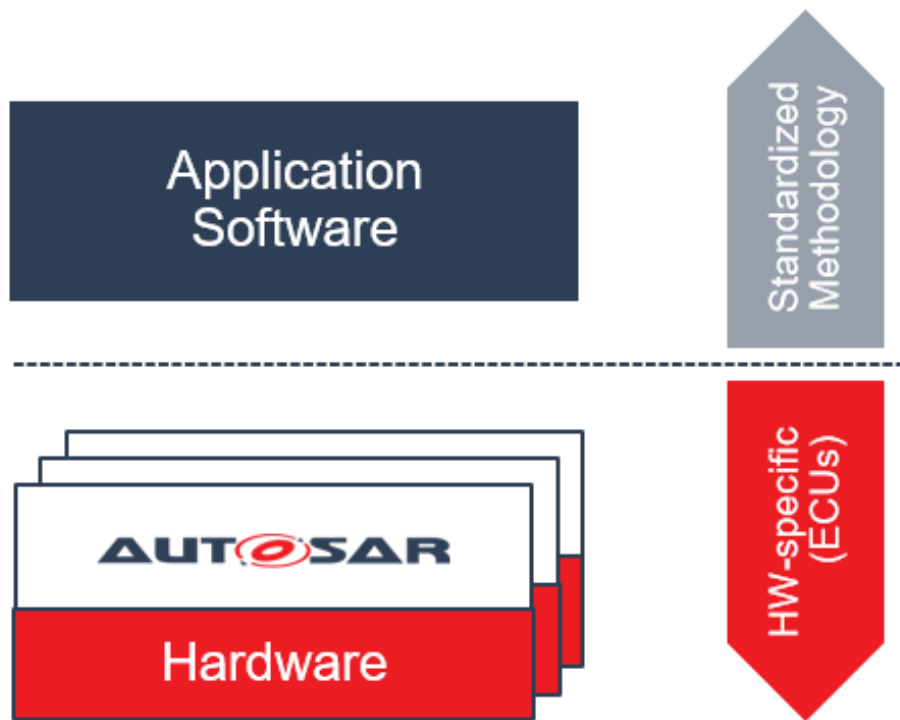 Application
Software
Standardized
Methodology
AUTOSAR
Hardware
HW-specific
(ECUs)